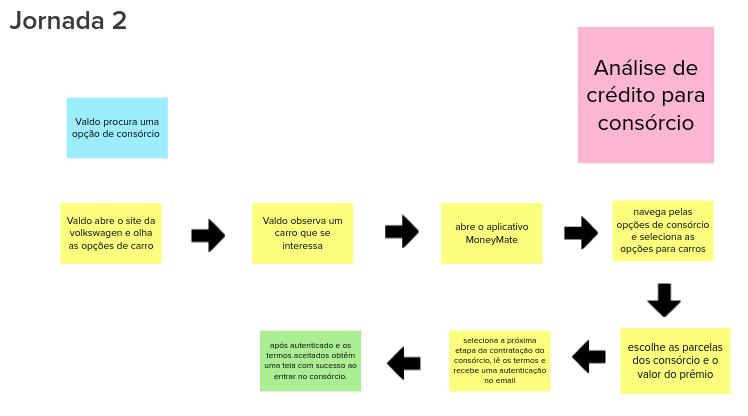 Jornada 2
Análise de
crédito para
consórcio
Valdo procura uma
opção de consórcio
Valdo abre o site da
volkswagen e olha
as opções de carro
Valdo observa um
carro que se
interessa
abre o aplicativo
MoneyMate
navega pelas
opções de consórcio
e seleciona as
opções para carros
escolhe as parcelas
dos consórcio e o
valor do prêmio
seleciona a próxima
etapa da contratação do
consórcio, lê os termos e
recebe uma autenticação
no email
após autenticado e os
termos aceitados obtêm
uma tela com sucesso ao
entrar no consórcio.